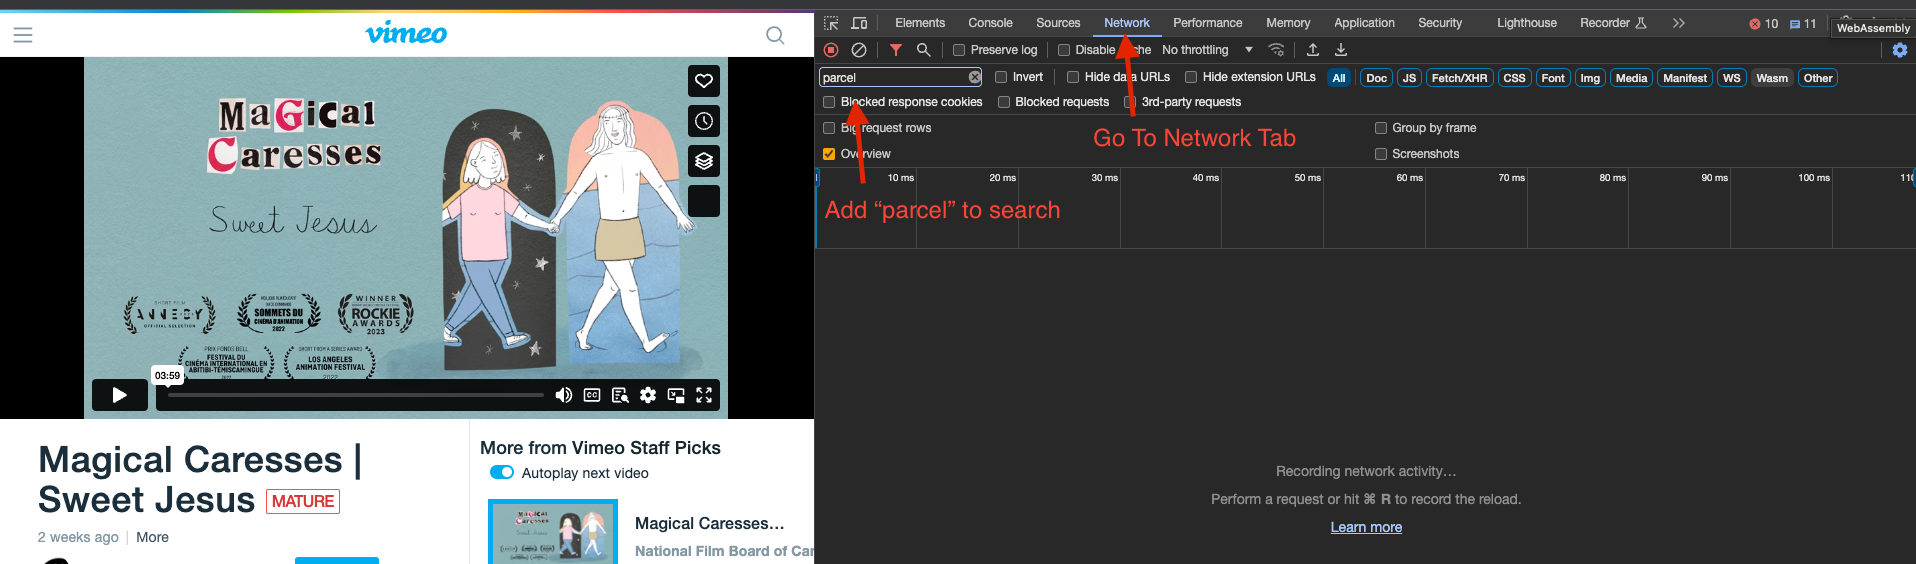 vimeo
MaGical
Caresses
Sweet Jesus
SHORT FILM
ANNECY
OFFICIAL SELECTION
SOMMETS DU
CINÉMA D'ANIMATION
2022
WINNER
ROCKIE
AWARDS
2023
PRIX FONDS BELL
FESTIVAL DU
CINÉMA INTERNATIONAL EN
ABITIBI-TÉMISCAMINGUE
SHORT FROM A SERIES AWARD
LOS ANGELES
ANIMATION FESTIVAL
2022
03:59
CC
Magical Caresses |
Sweet Jesus MATURE
2 weeks ago | More
More from Vimeo Staff Picks
Autoplay next video
Magical Caresses...
National Film Board of Car
Elements Console Sources Network Performance Memory Application Security Lighthouse Recorder >> 10 11
WebAssembly
Preserve log Disable che No throttling
parcel Invert Hide data URLs Hide extension URLs All Doc JS Fetch/XHR CSS Font Img Media Manifest WS Wasm Other
Blocked response cookies Blocked requests 3rd-party requests
Big request rows Group by frame
Overview Screenshots
Go To Network Tab
10 ms 20 ms 30 ms 40 ms 50 ms 60 ms 70 ms 80 ms 90 ms 100 ms 110
Add “parcel” to search
Recording network activity…
Perform a request or hit ⌘ R to record the reload.
Learn more